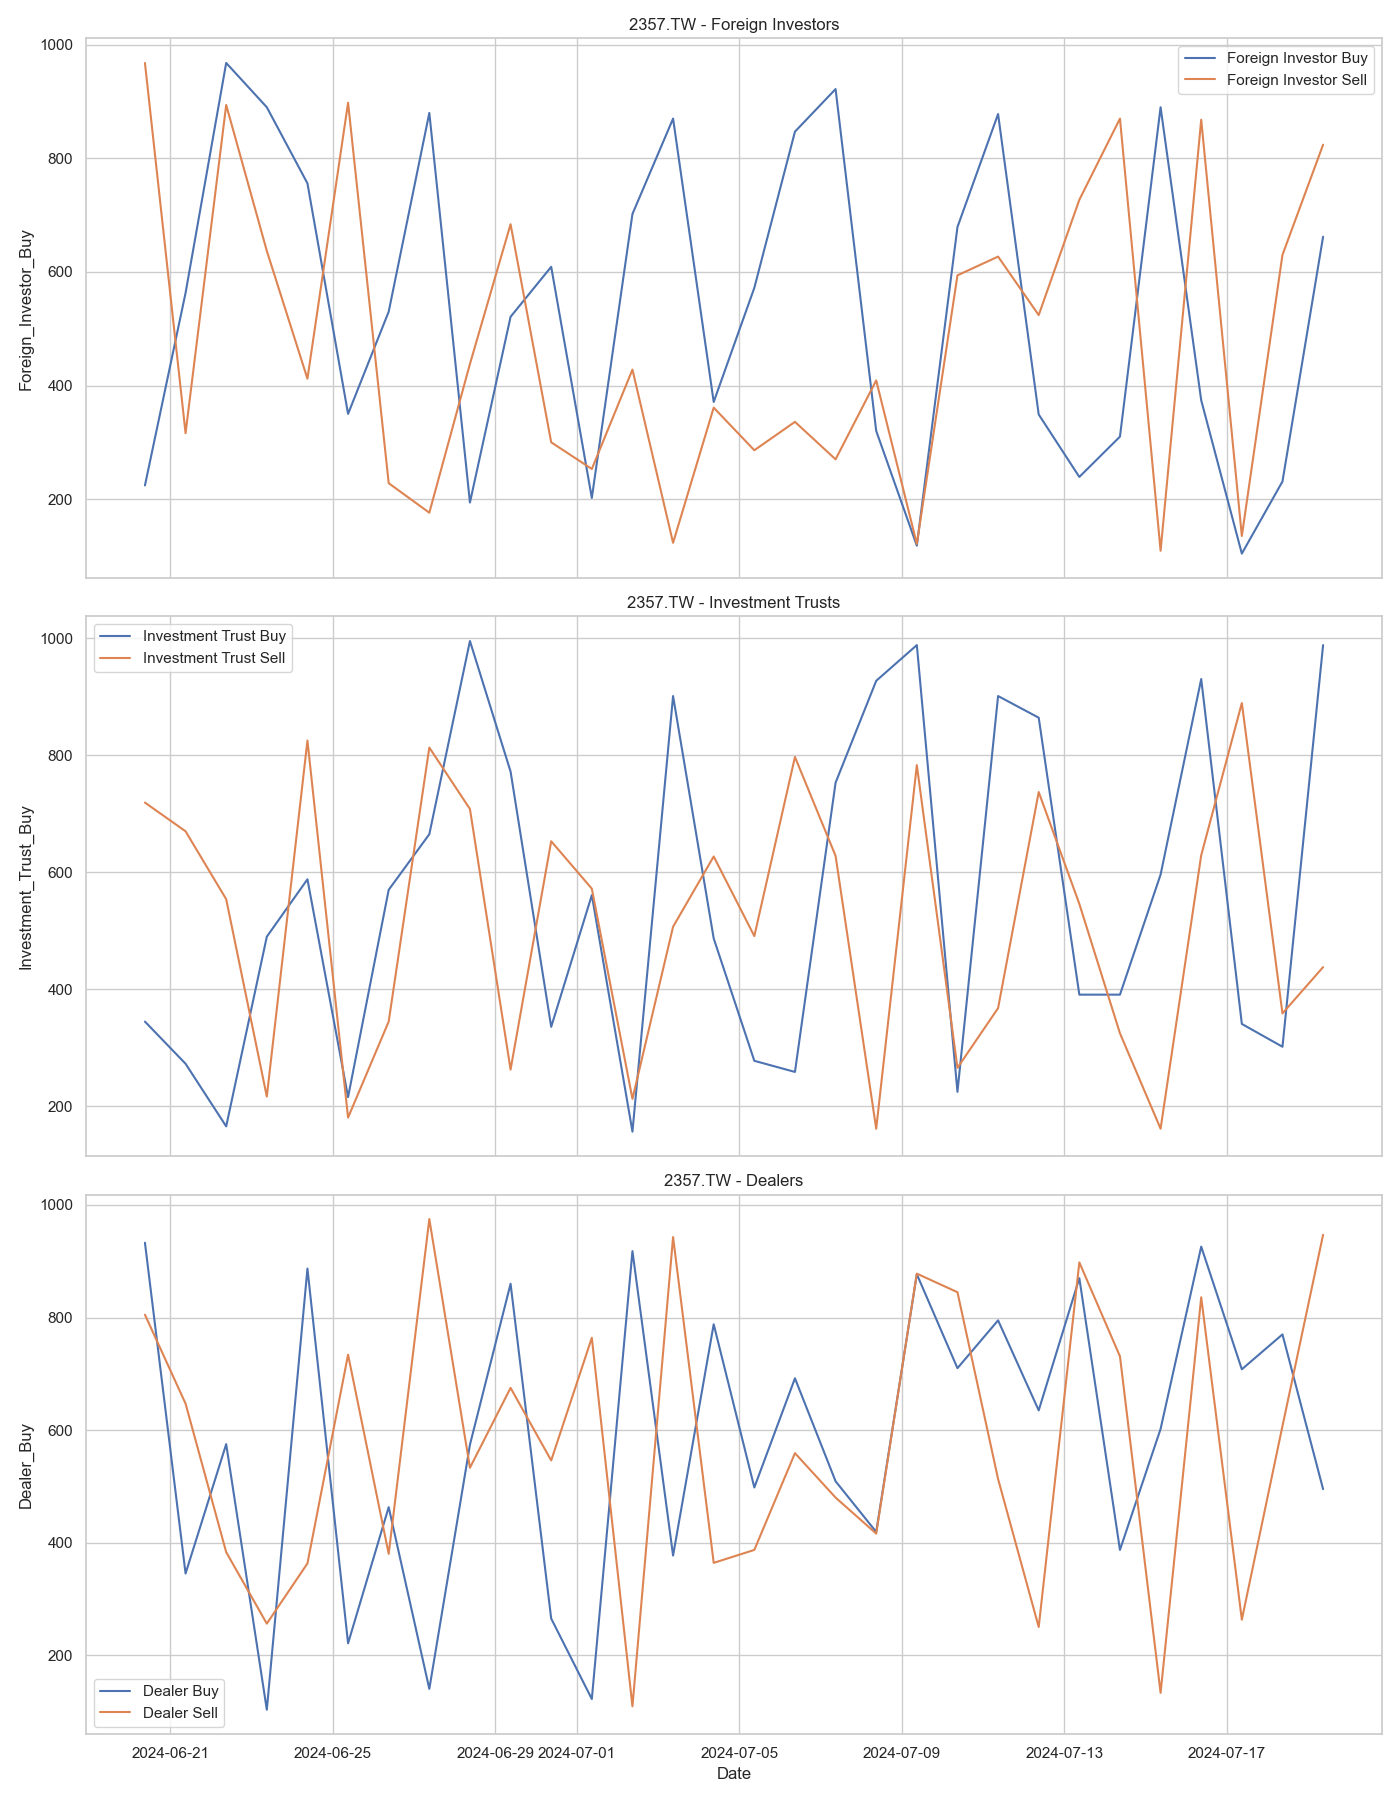 2357.TW - Foreign Investors
Foreign Investor Buy
Foreign Investor Sell
1000
800
600
400
200
Foreign_Investor_Buy
2357.TW - Investment Trusts
Investment Trust Buy
Investment Trust Sell
1000
800
600
400
200
Investment_Trust_Buy
2357.TW - Dealers
1000
800
600
400
200
Dealer_Buy
Dealer Buy
Dealer Sell
2024-06-21 2024-06-25 2024-06-29 2024-07-01 2024-07-05 2024-07-09 2024-07-13 2024-07-17
Date